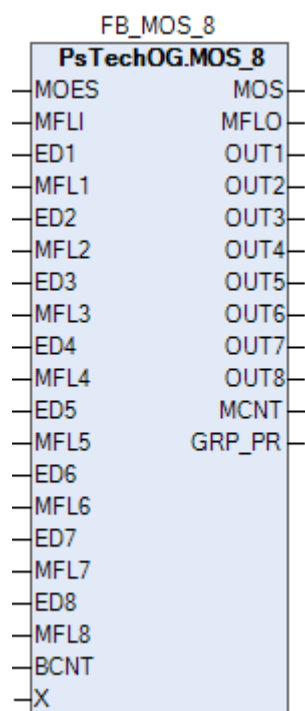 FB_MOS_8
PsTechOG.MOS_8
MOES MOS
MFLI MFLO
ED1 OUT1
MFL1 OUT2
ED2 OUT3
MFL2 OUT4
ED3 OUT5
MFL3 OUT6
ED4 OUT7
MFL4 OUT8
ED5 MCNT
MFL5 GRP_PR
ED6
MFL6
ED7
MFL7
ED8
MFL8
BCNT
X